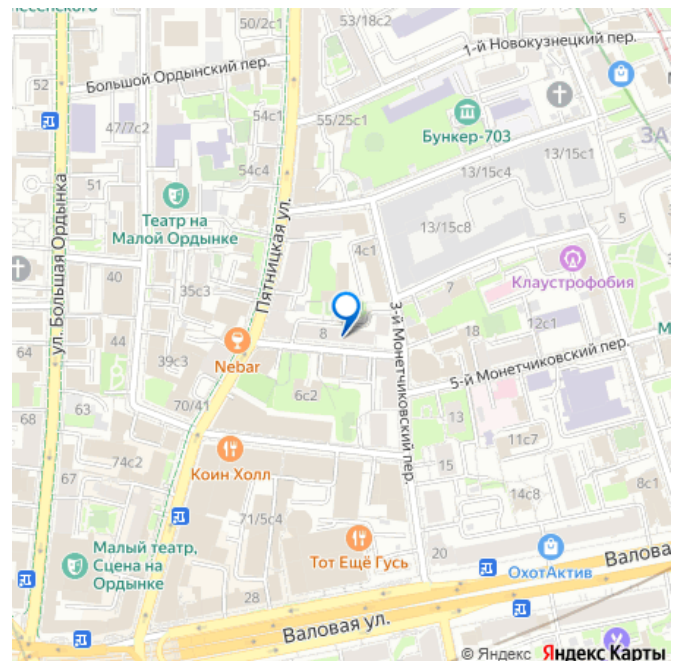 50/2с1
53/18с2
1-й Новокузнецкий пер.
Большой Ордынский пер.
52
54с1
55/25с1
47/7с2
Бункер-703
ЗА
13/15с1
54с4
13/15с4
51
ул. Большая Ордынка
Театр на
Малой Ордынке
Пятницкая ул.
13/15с8
5
4с1
40
35с3
Клаустрофобия
7
3-й Монетчиковский пер.
8
18
12с1
М
64
44
39с3
Nebar
5-й Монетчиковский пер.
6с2
63
70/41
13
68
11с7
74с2
Коин Холл
15
67
14с8
8с1
71/5с4
Малый театр,
Сцена на
Ордынке
Тот Ещё Гусь
20
ОхотАктив
Валова
28
Валовая ул.
© Яндекс Яндекс Карты